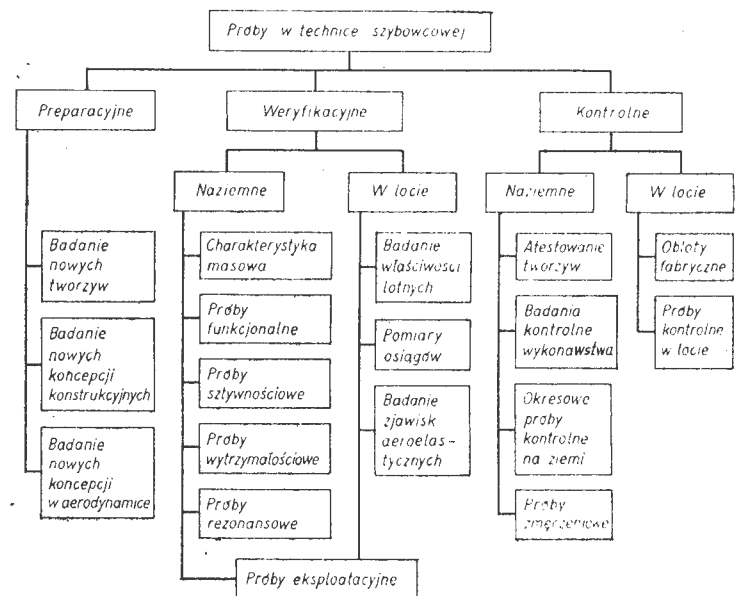 Próby w technice szybowcowej
Preparacyjne
Weryfikacyjne
Kontrolne
Naziemne
W locie
Naziemne
W locie
Badanie
nowych
tworzyw
Badanie
nowych
koncepcji
konstrukcyjnych
Badanie
nowych
koncepcji
w aerodynamice
Charakterystyka
masowa
Próby
funkcjonalne
Próby
sztywnościowe
Próby
wytrzymałościowe
Próby
rezonansowe
Badanie
właściwości
lotnych
Pomiary
osiągów
Badanie
zjawisk
aeroelas-
tycznych
Próby eksploatacyjne
Atestowanie
tworzyw
Badania
kontrolne
wykonawstwa
Okresowe
próby
kontrolne
na ziemi
Próby
zmęczeniowe
Obloty
fabryczne
Próby
kontrolne
w locie